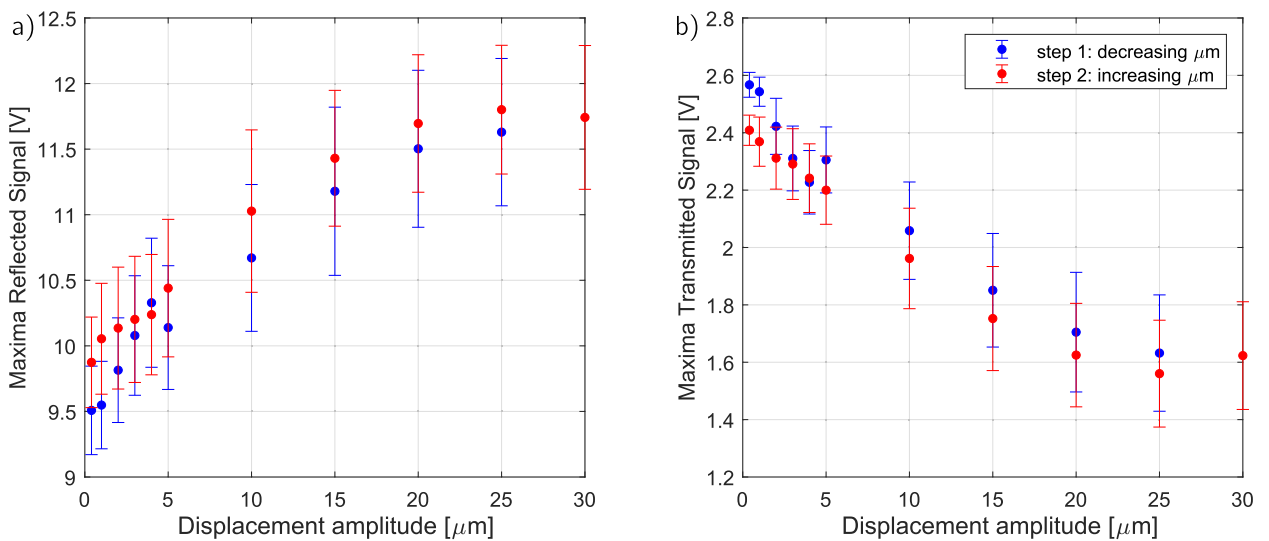 a)
12.5
12
11.5
11
10.5
10
9.5
9
Maxima Reflected Signal [V]
0 5 10 15 20 25 30
Displacement amplitude [μm]
b)
2.8
2.6
2.4
2.2
2
1.8
1.6
1.4
1.2
Maxima Transmitted Signal [V]
step 1: decreasing μm
step 2: increasing μm
0 5 10 15 20 25 30
Displacement amplitude [μm]